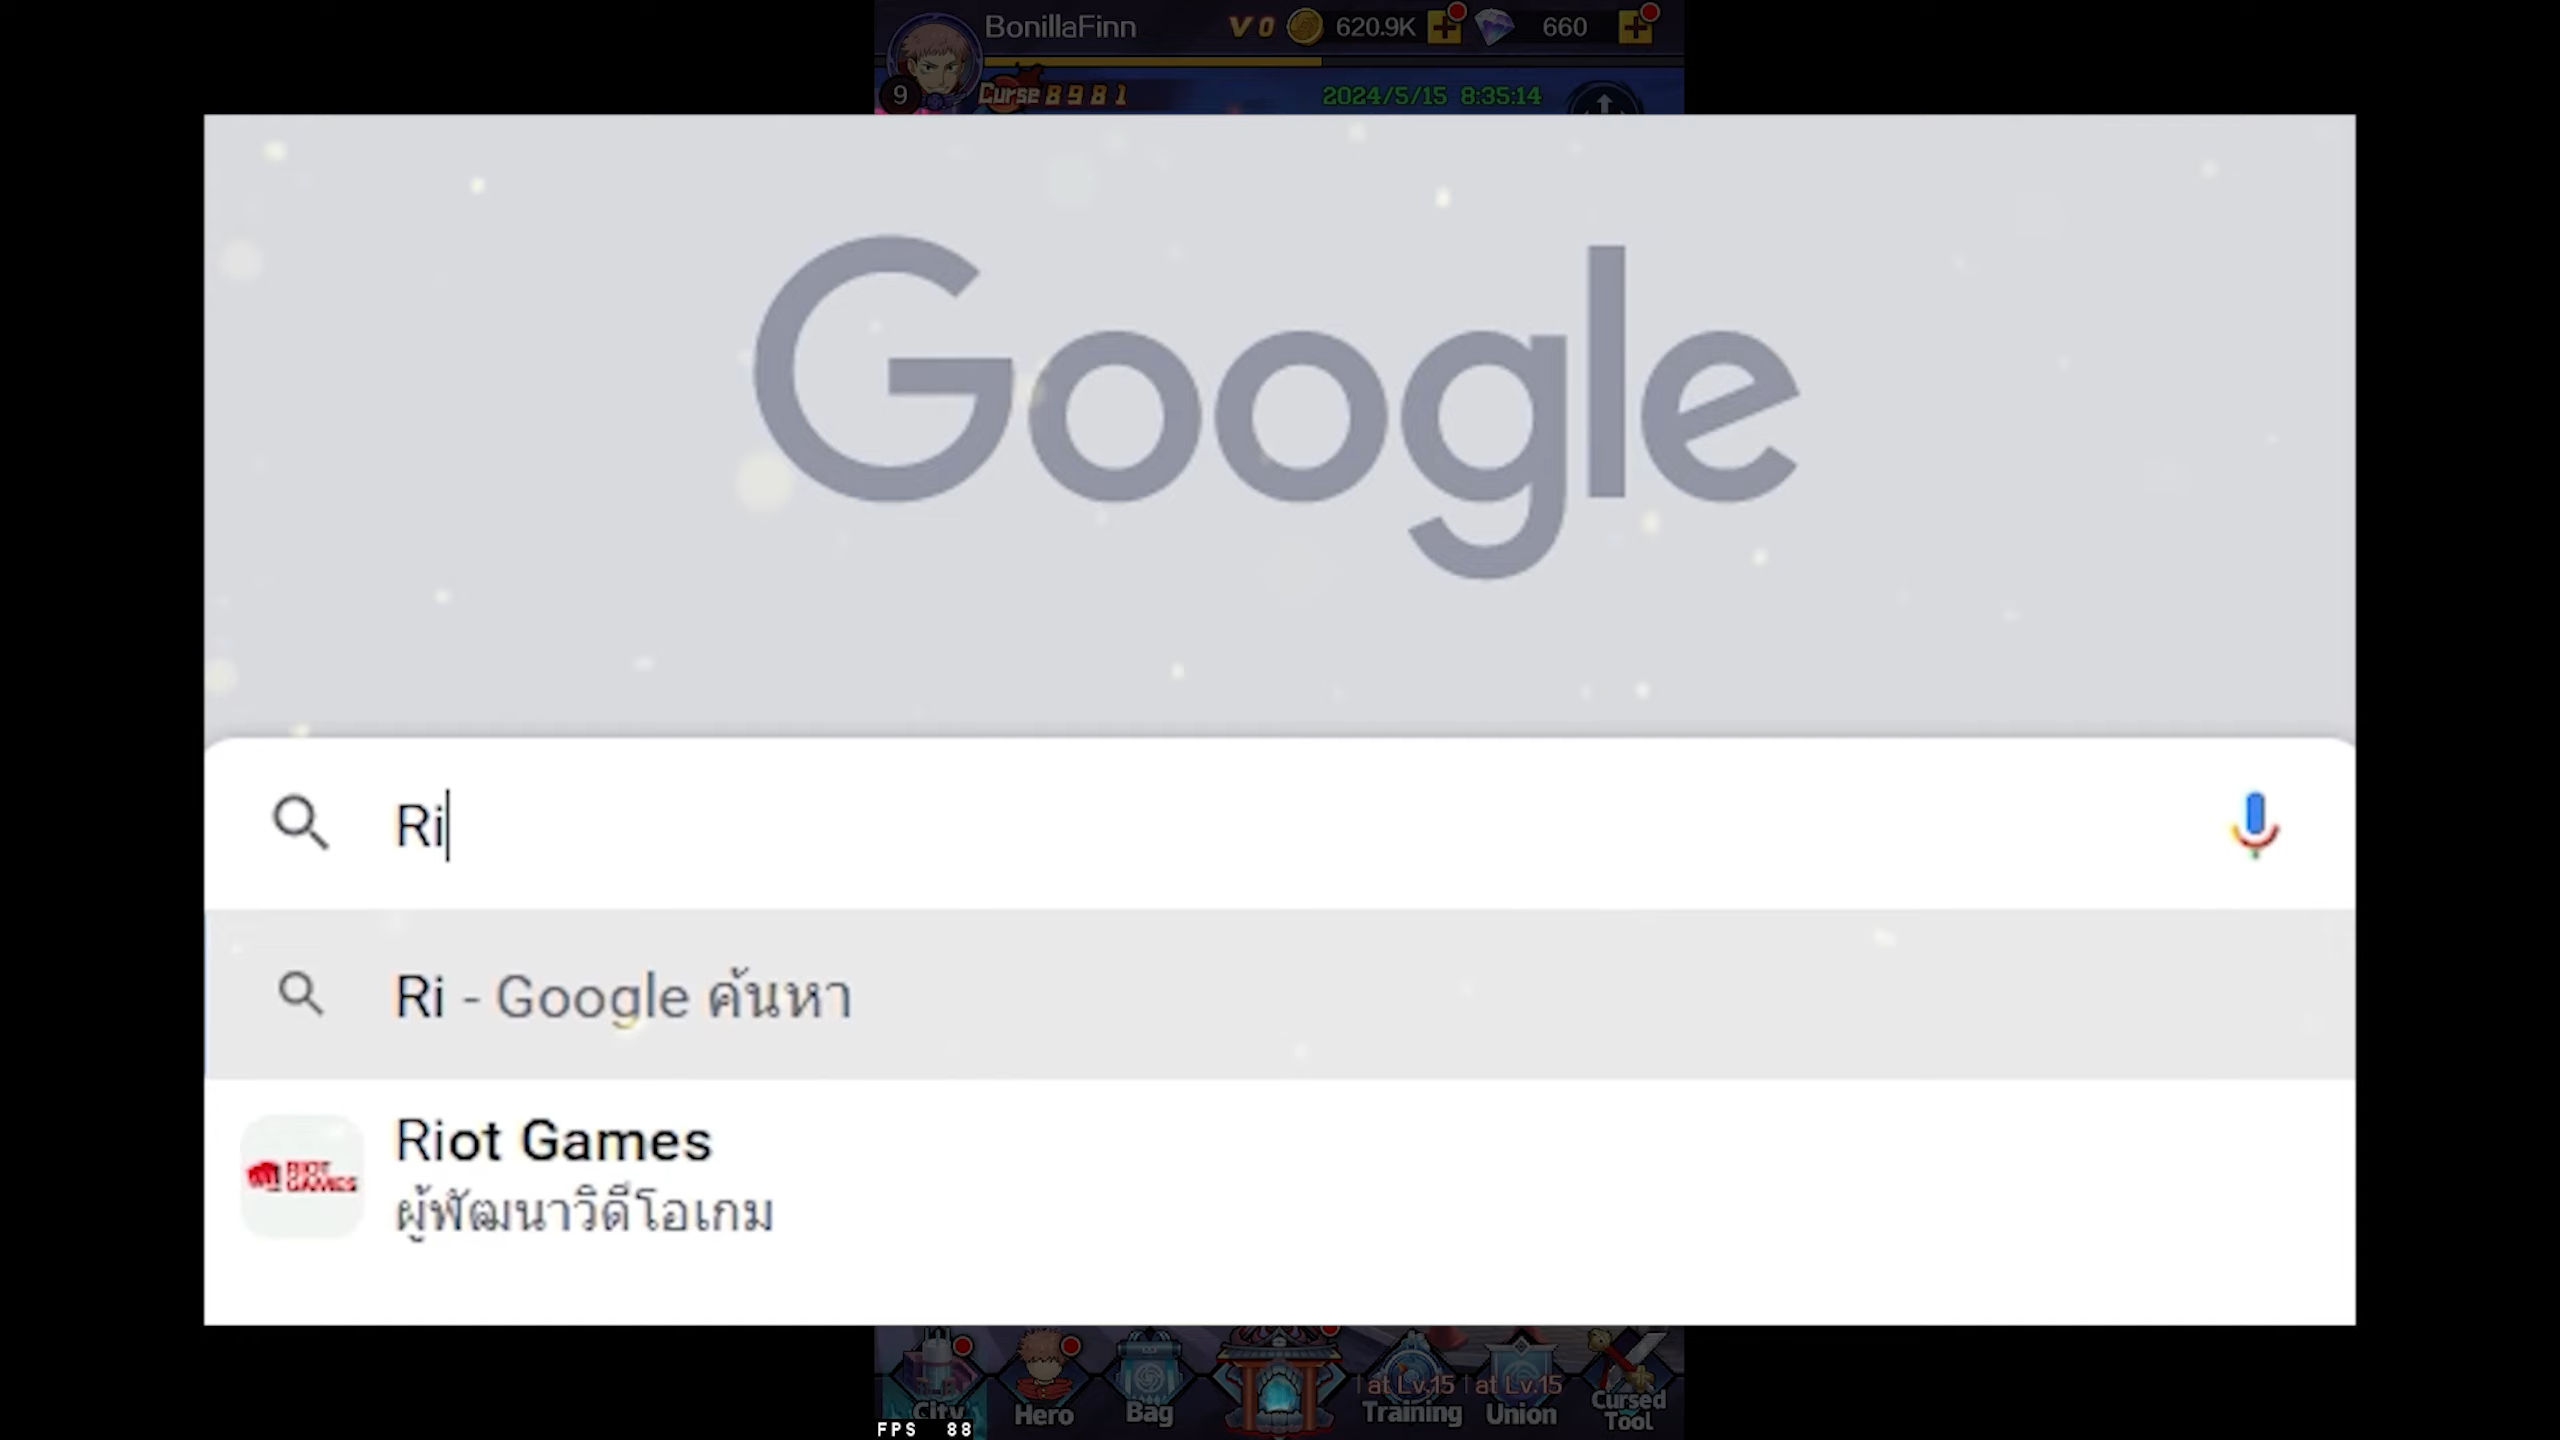 BonillaFinn V0 620.9K 660
9 Curse 8981 2024/5/15 8:35:14
Google
Ri
Ri - Google ค้นหา
RIOT
GAMES
Riot Games
ผู้พัฒนาวิดีโอเกม
at Lv.15 at Lv.15
City Hero Bag Training Union Cursed
Tool
FPS 88